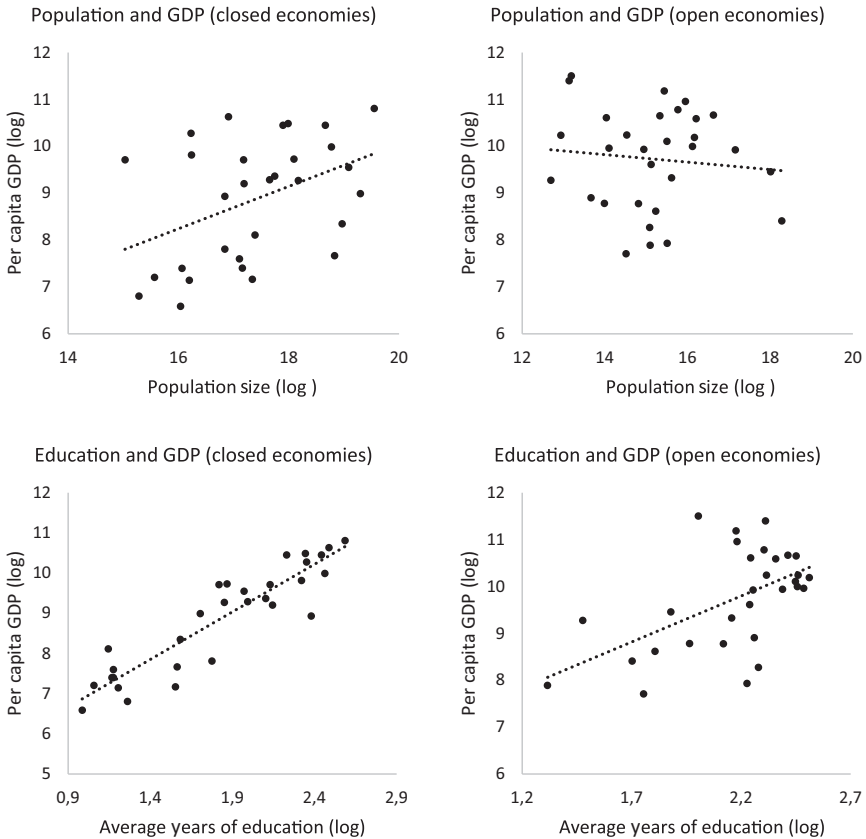 Population and GDP (closed economies)
12
11
10
9
8
7
6
Per capita GDP (log)
14 16 18 20
Population size (log )
Population and GDP (open economies)
12
11
10
9
8
7
6
Per capita GDP (log)
12 14 16 18 20
Population size (log )
Education and GDP (closed economies)
12
11
10
9
8
7
6
5
Per capita GDP (log)
0,9 1,4 1,9 2,4 2,9
Average years of education (log)
Education and GDP (open economies)
12
11
10
9
8
7
6
Per capita GDP (log)
1,2 1,7 2,2 2,7
Average years of education (log)